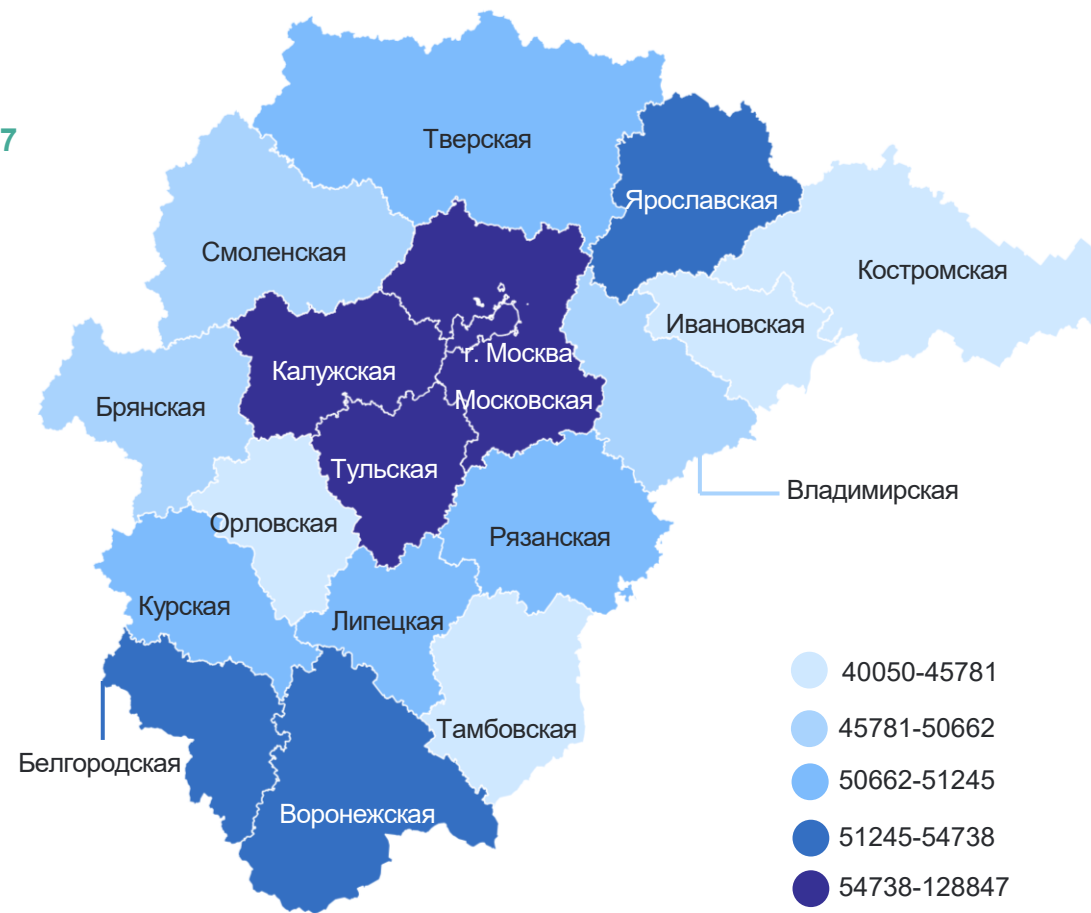 7
Тверская
Ярославская
Смоленская
Костромская
Ивановская
г. Москва
Калужская
Московская
Брянская
Тульская
Владимирская
Орловская
Рязанская
Курская
Липецкая
Тамбовская
Белгородская
Воронежская
40050-45781
45781-50662
50662-51245
51245-54738
54738-128847